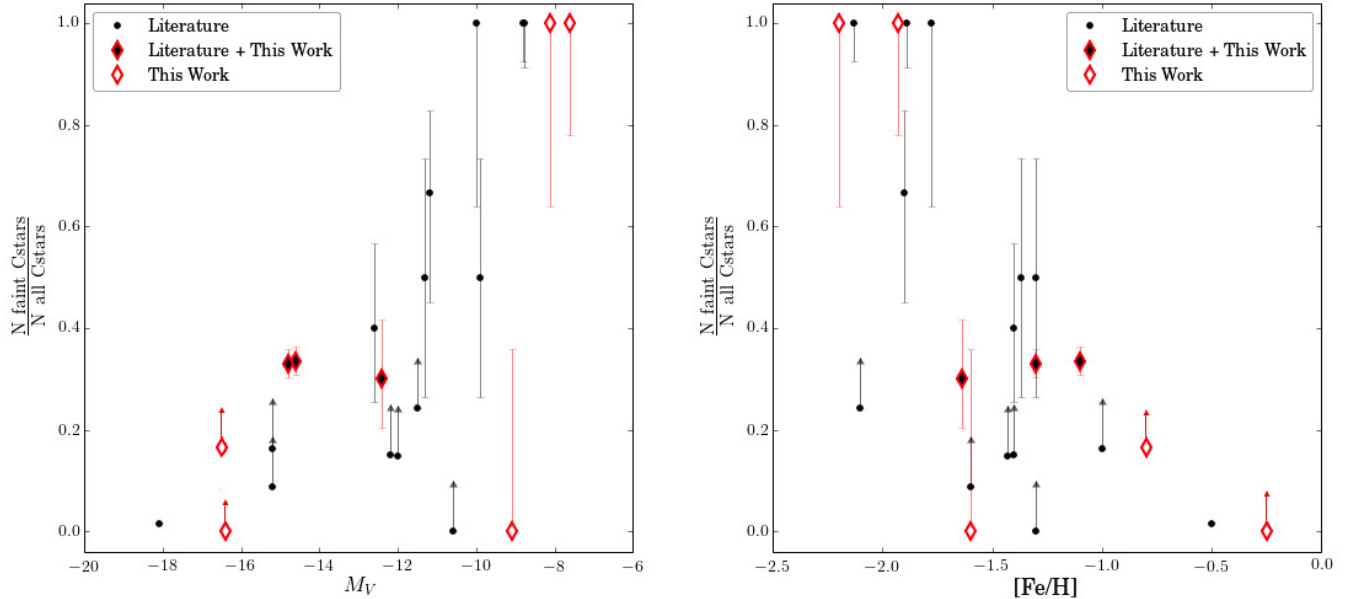 1.0
0.8
0.6
0.4
0.2
0.0
N faint Cstars
N all Cstars
Literature
Literature + This Work
This Work
−20
−18
−16
−14
−12
−10
−8
−6
M_V
1.0
0.8
0.6
0.4
0.2
0.0
N faint Cstars
N all Cstars
Literature
Literature + This Work
This Work
−2.5
−2.0
−1.5
−1.0
−0.5
0.0
[Fe/H]